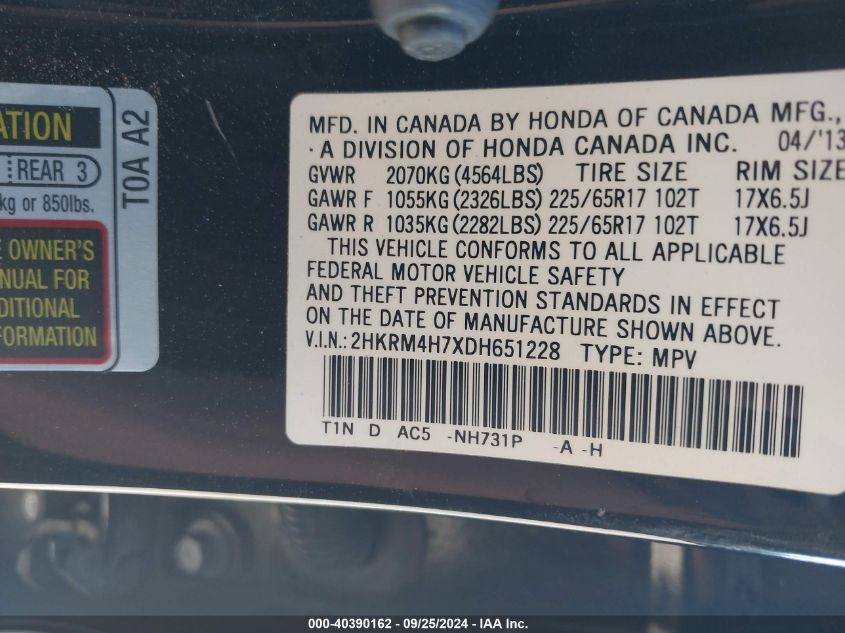 ATION
REAR 3
kg or 850lbs.
OWNER'S
MANUAL FOR
DITIONAL
FORMATION
T0A A2
MFD. IN CANADA BY HONDA OF CANADA MFG.,
· A DIVISION OF HONDA CANADA INC. 04/'13
GVWR 2070KG (4564LBS) TIRE SIZE RIM SIZE
GAWR F 1055KG (2326LBS) 225/65R17 102T 17X6.5J
GAWR R 1035KG (2282LBS) 225/65R17 102T 17X6.5J
THIS VEHICLE CONFORMS TO ALL APPLICABLE
FEDERAL MOTOR VEHICLE SAFETY
AND THEFT PREVENTION STANDARDS IN EFFECT
ON THE DATE OF MANUFACTURE SHOWN ABOVE.
V.I.N.: 2HKRM4H7XDH651228 TYPE: MPV
T1N D AC5 -NH731P -A -H
000-40390162 - 09/25/2024 - IAA, Inc.